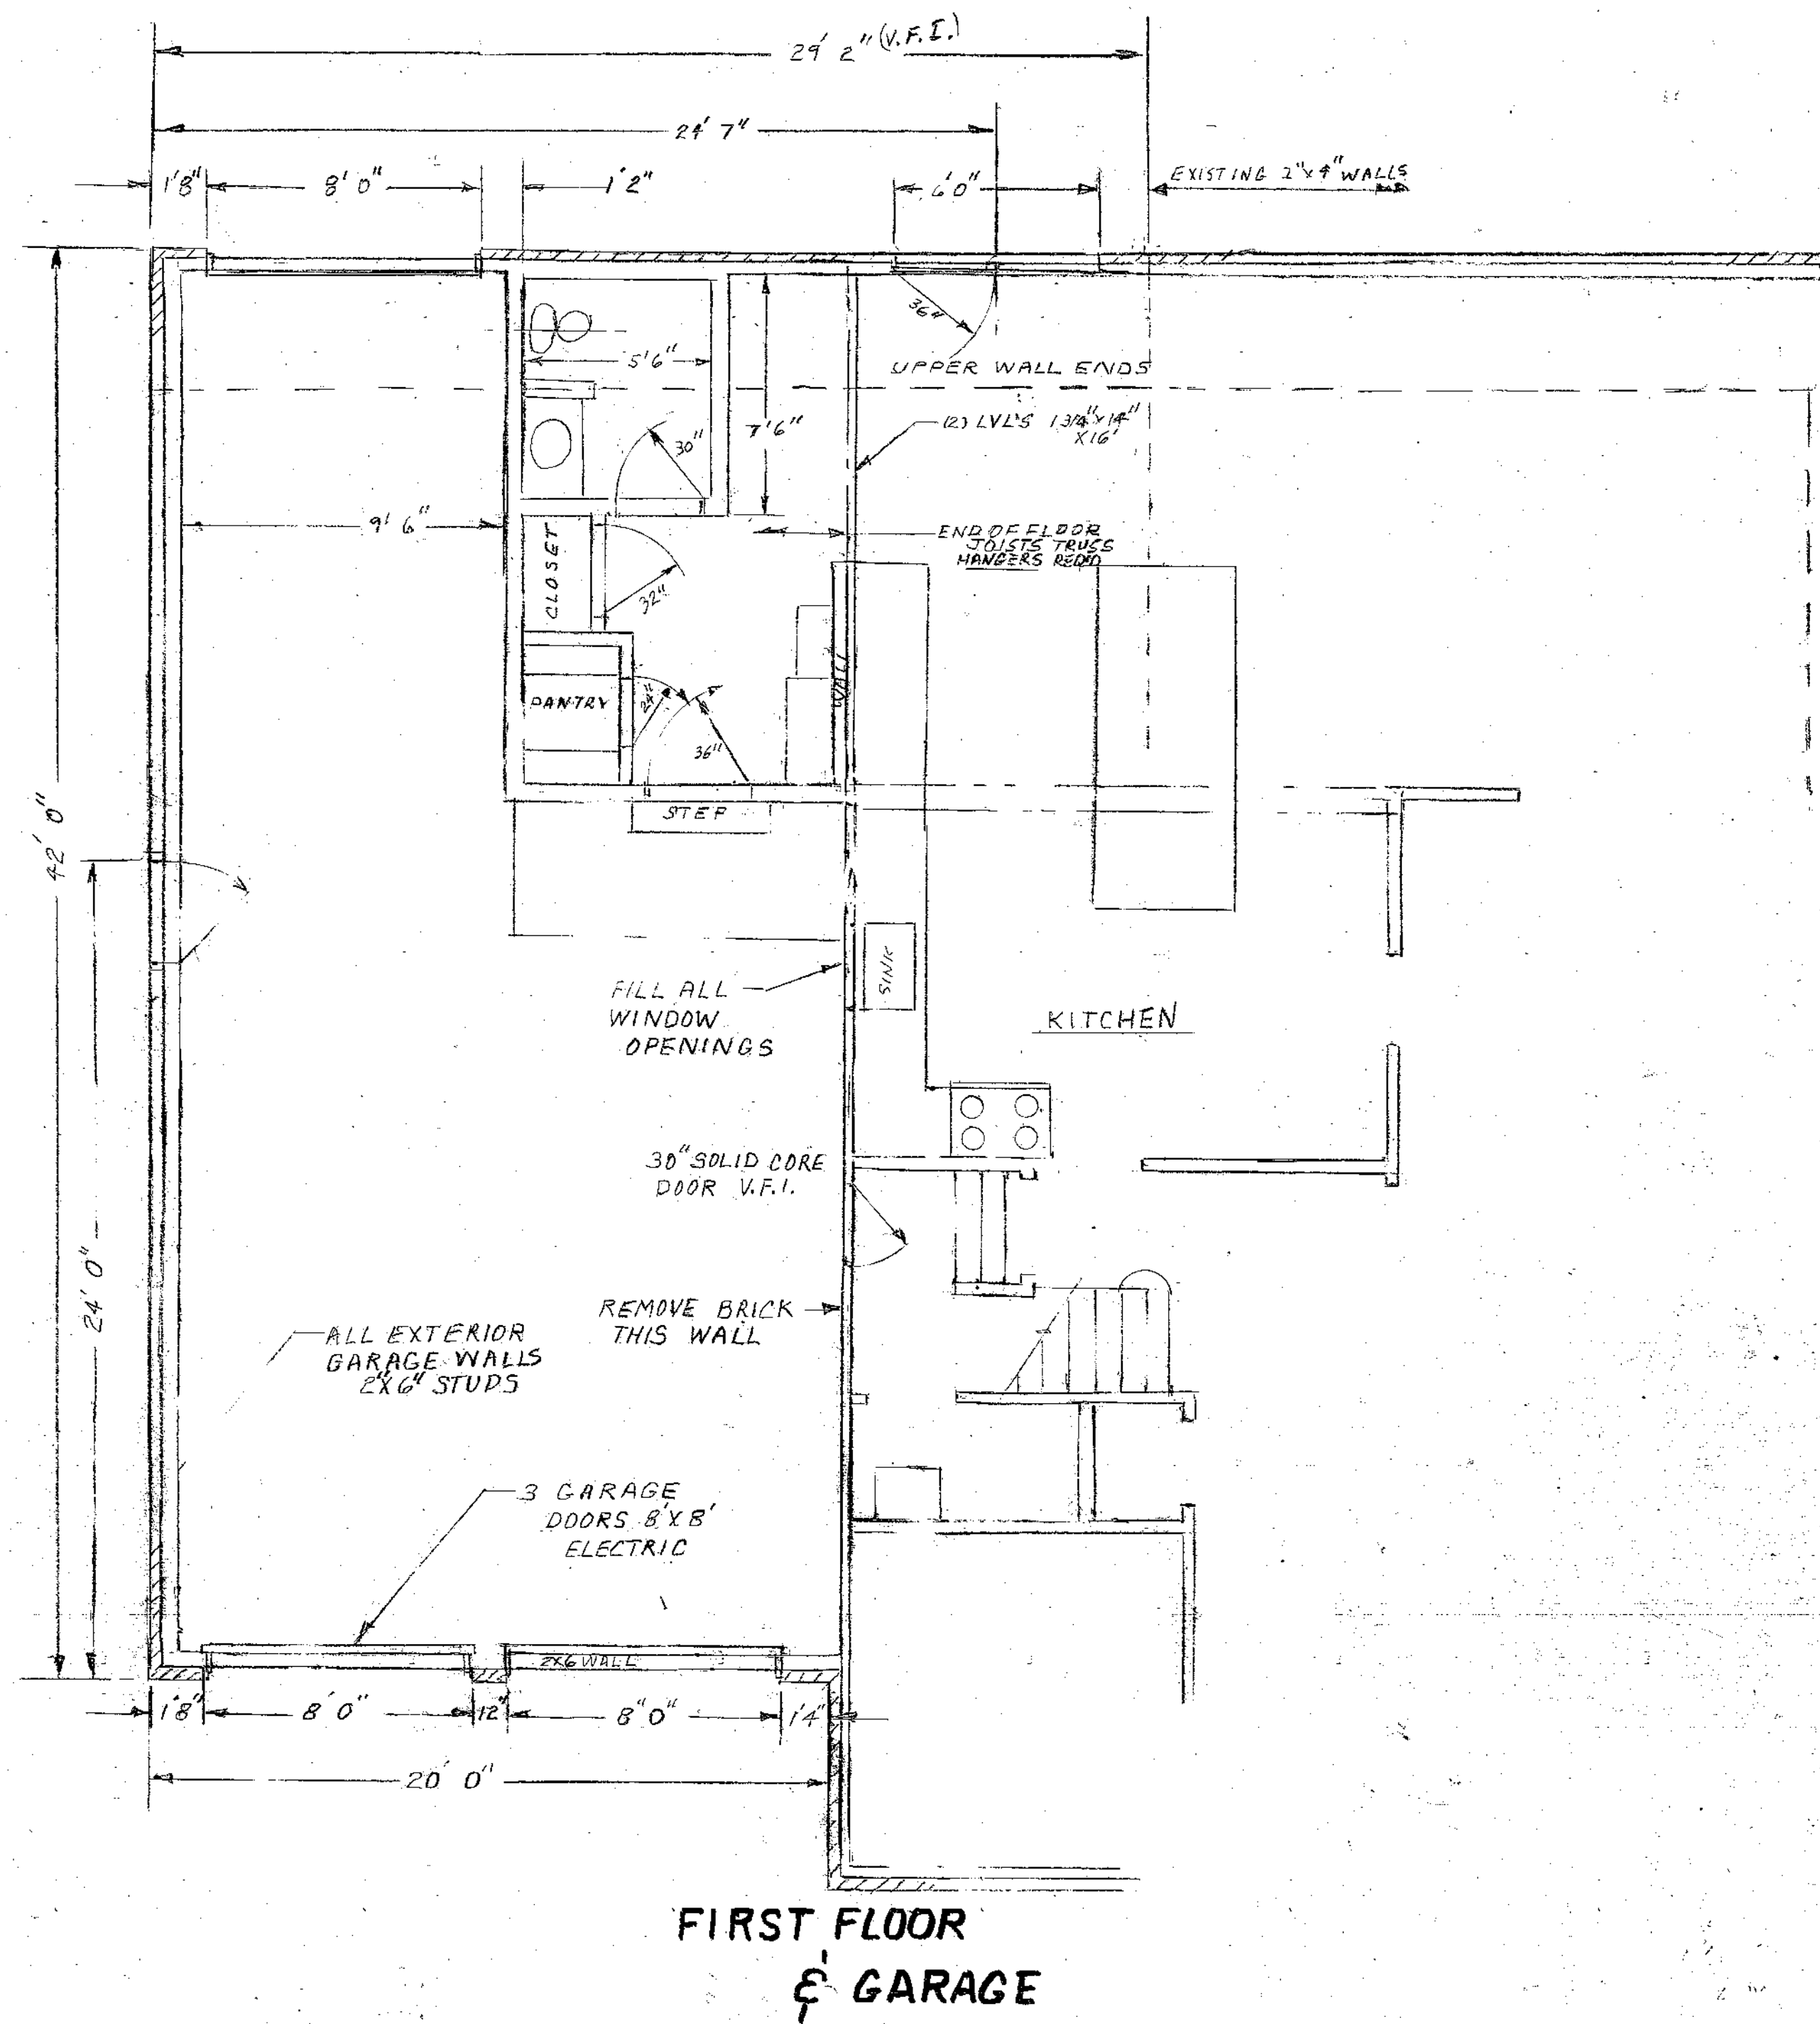 29' 2" (V.F.I.)
24' 7"
1'8"
8' 0"
1'2"
6'0"
EXISTING 2"x4" WALLS
36"
5'6"
UPPER WALL ENDS
(2) LVL'S 1 3/4" x 14"
X16'
7'6"
30"
9' 6"
END OF FLOOR
JOISTS TRUSS
HANGERS REQ'D
CLOSET
32"
PANTRY
24"
36"
STEP
42' 0"
FILL ALL
WINDOW
OPENINGS
SINK
KITCHEN
30" SOLID CORE
DOOR V.F.I.
24' 0"
REMOVE BRICK
THIS WALL
ALL EXTERIOR
GARAGE WALLS
2"X6" STUDS
3 GARAGE
DOORS 8'X8'
ELECTRIC
2X6 WALL
1'8"
8' 0"
12"
8" 0"
1'4"
20' 0"
FIRST FLOOR
& GARAGE